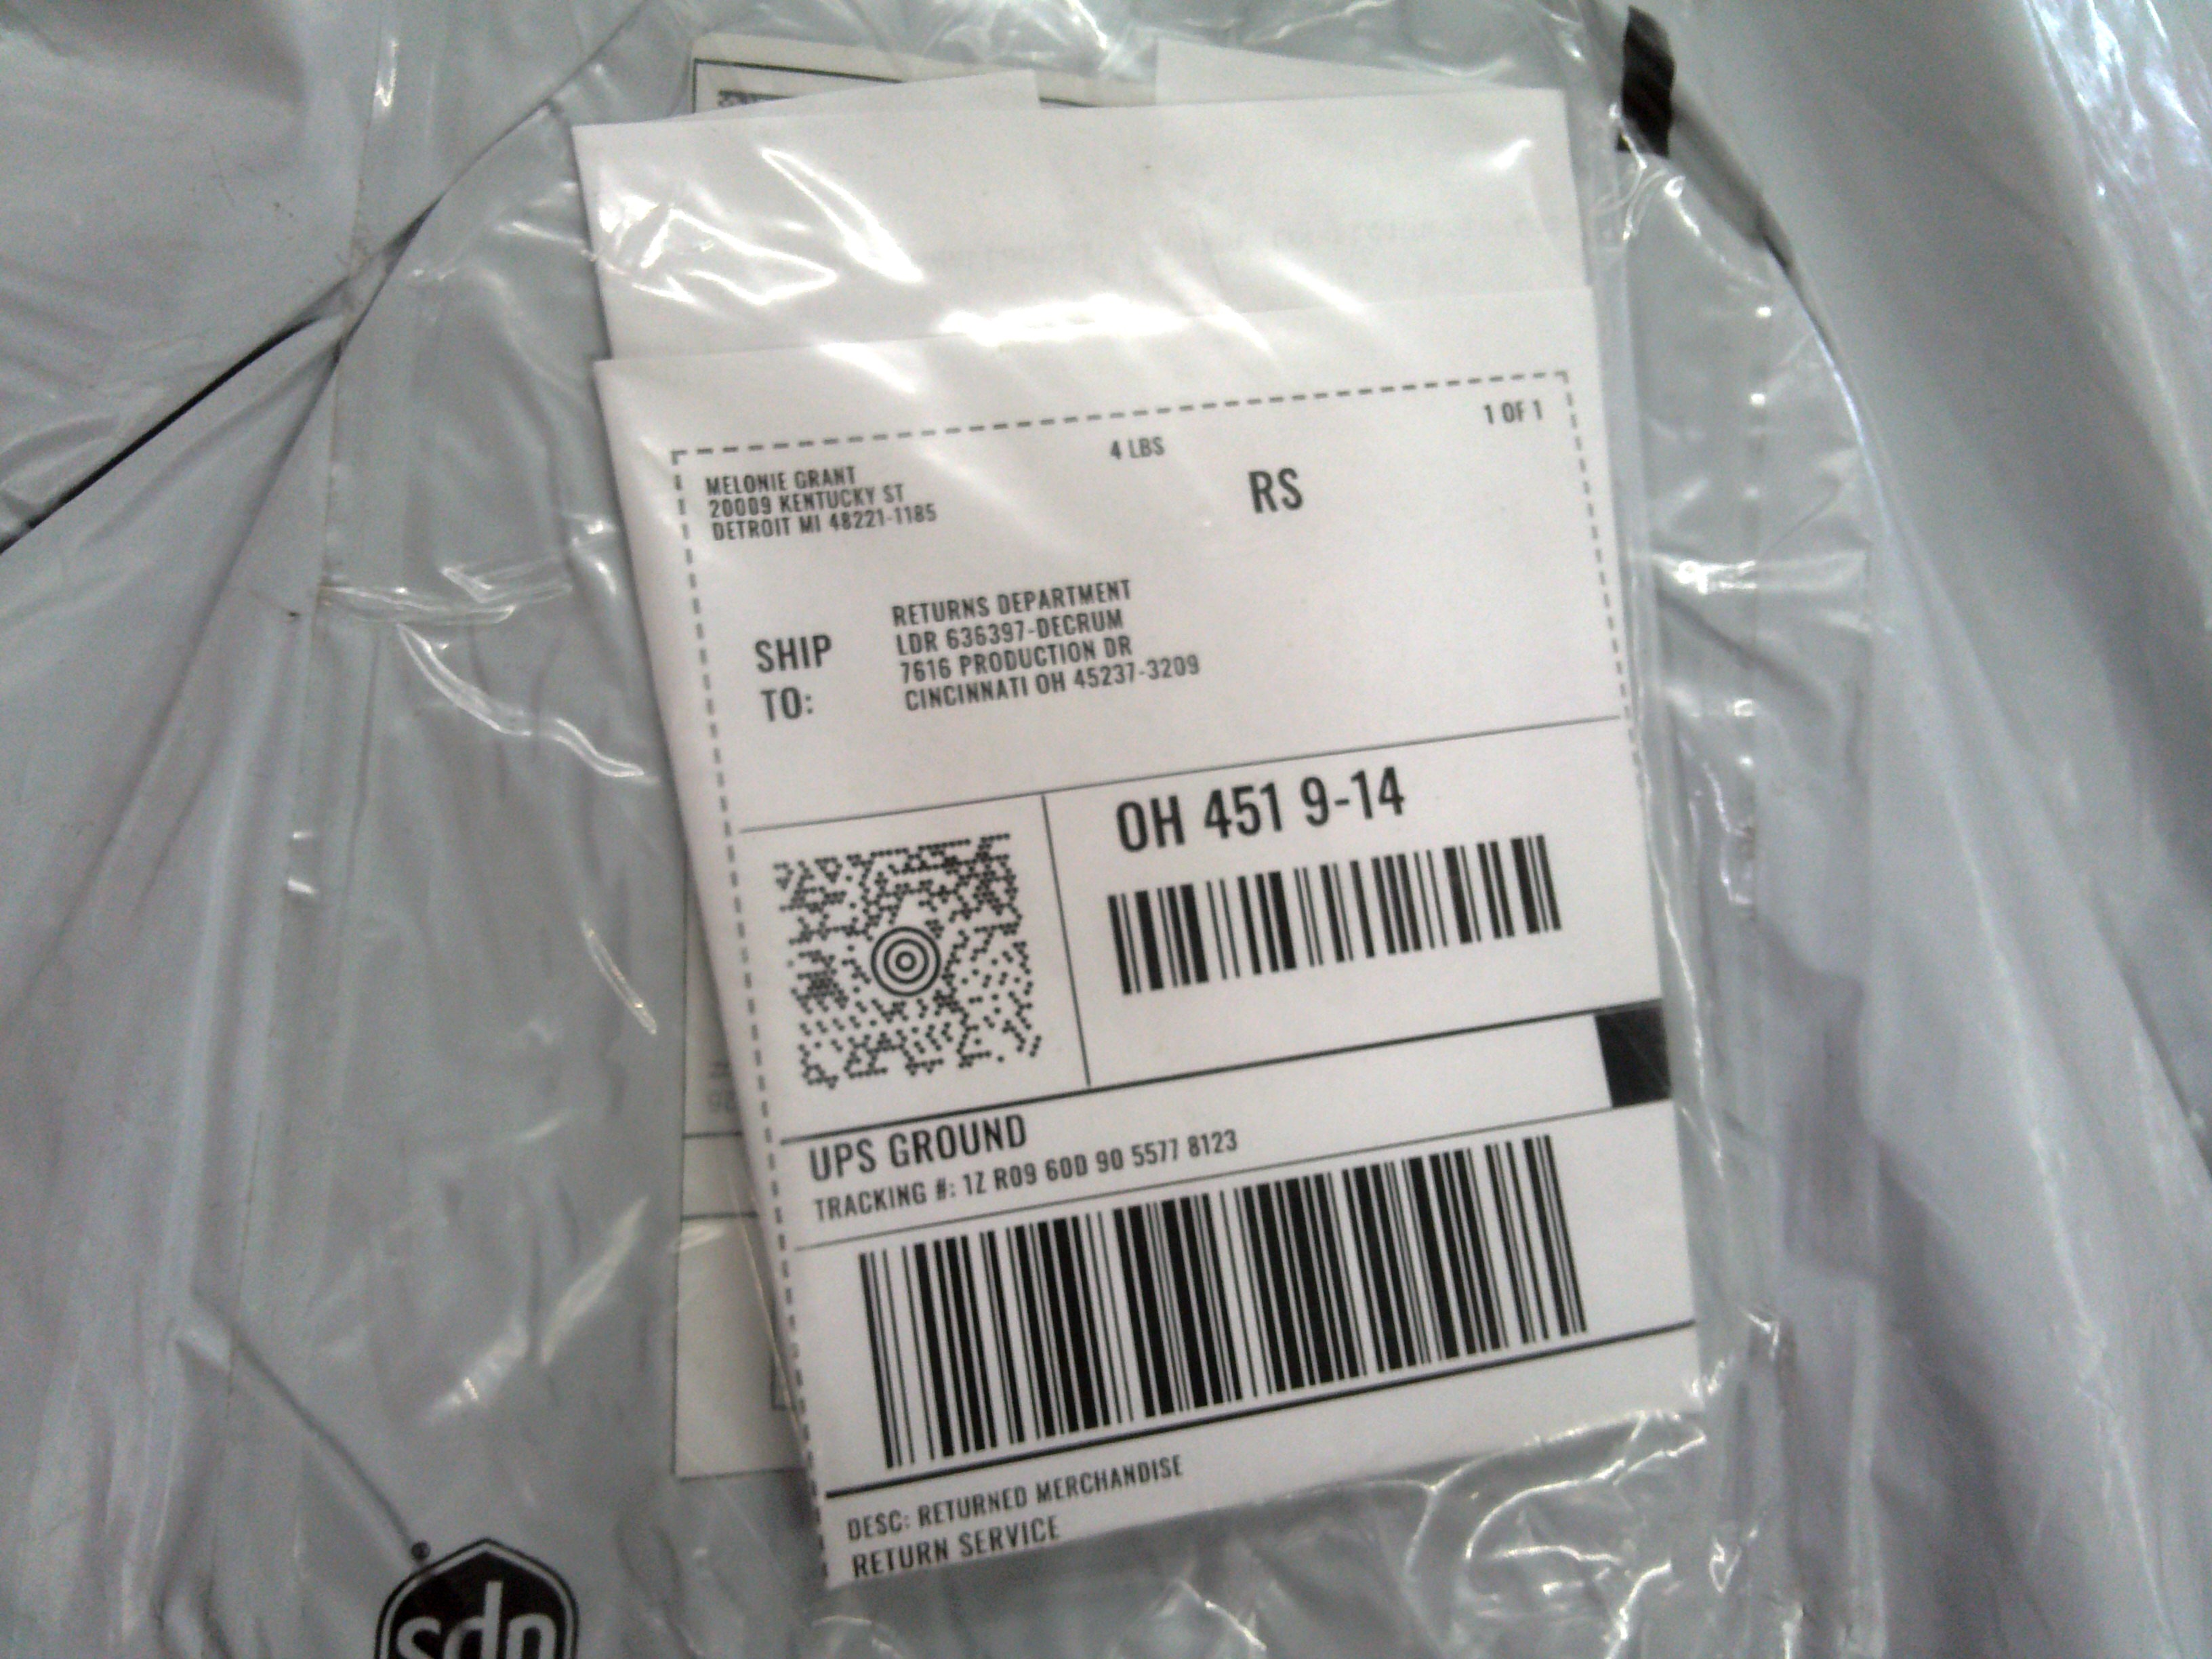 1 OF 1
4 LBS
RS
MELONIE GRANT
20009 KENTUCKY ST
DETROIT MI 48221-1185
SHIP
TO:
RETURNS DEPARTMENT
LDR 636397-DECRUM
7616 PRODUCTION DR
CINCINNATI OH 45237-3209
OH 451 9-14
UPS GROUND
TRACKING #: 1Z R09 60D 90 5577 8123
DESC: RETURNED MERCHANDISE
RETURN SERVICE
®
sdn